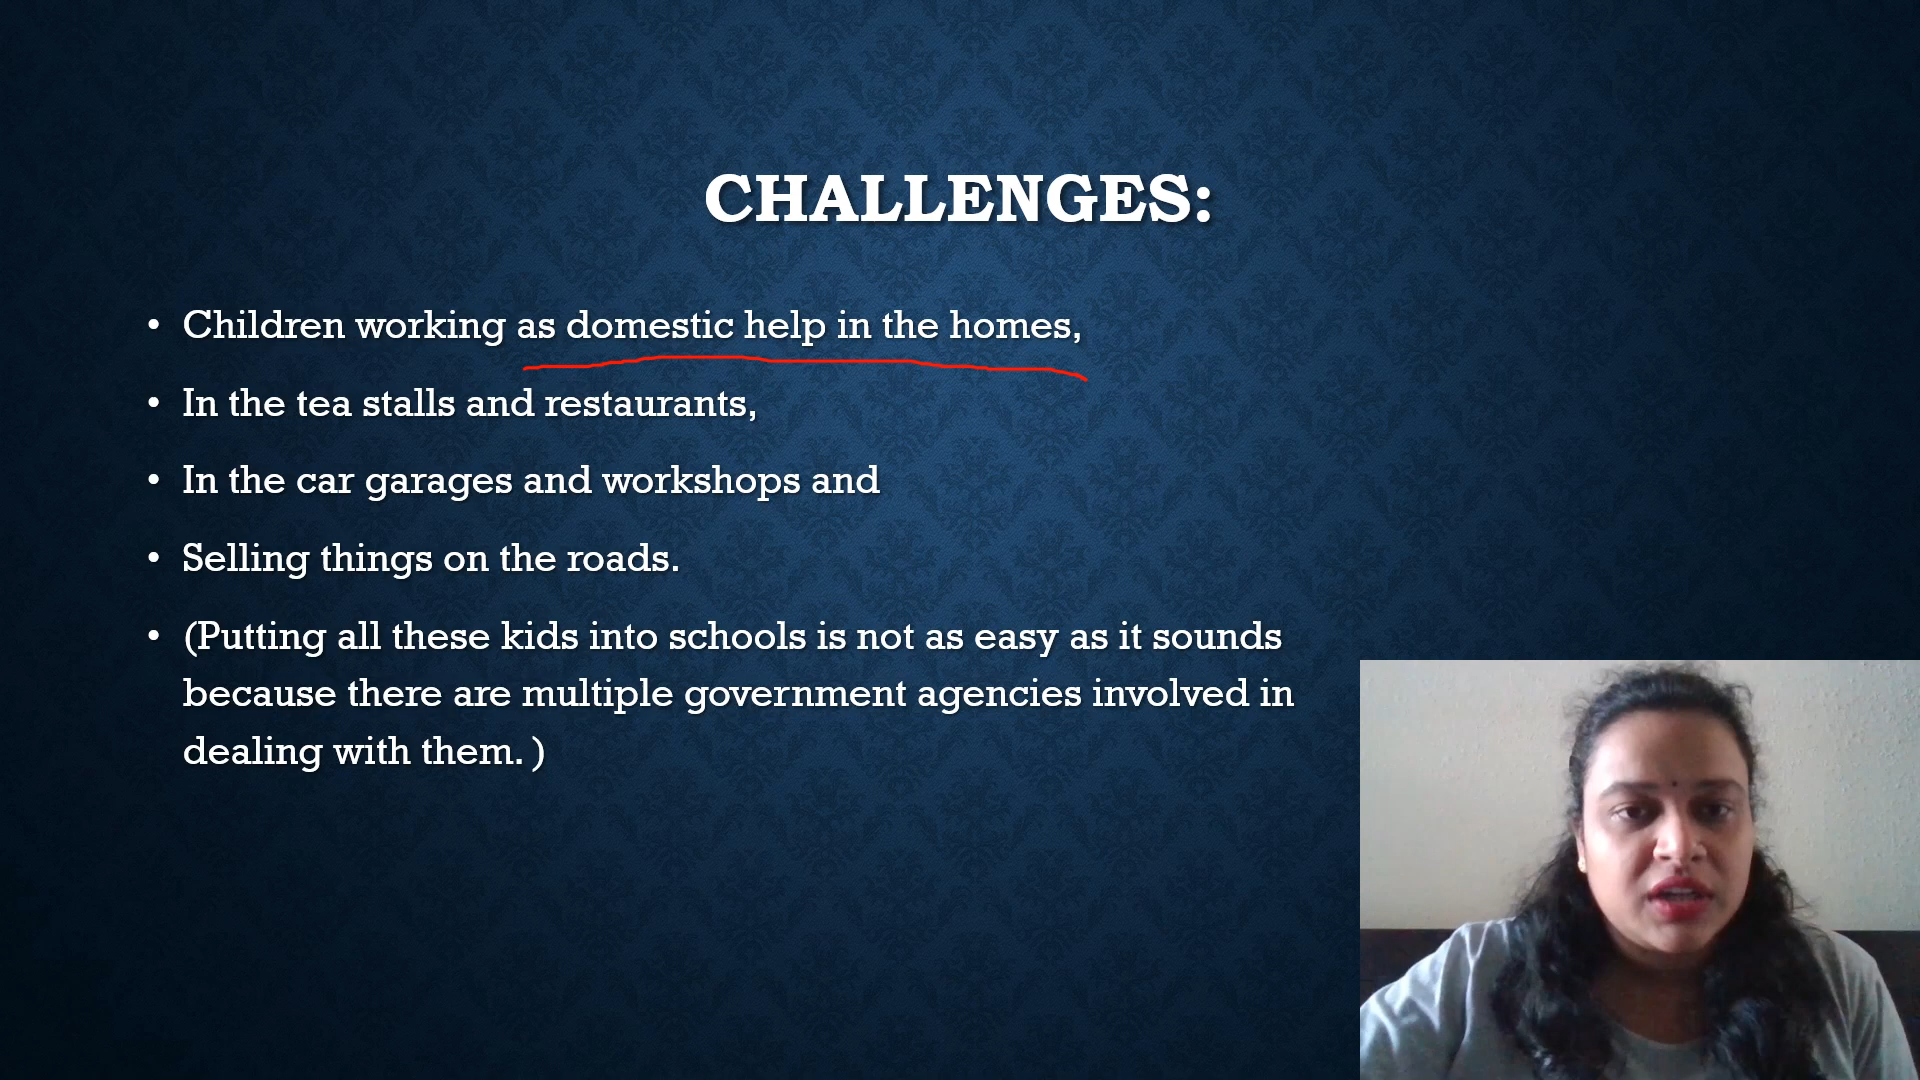 CHALLENGES:
• Children working as domestic help in the homes,
• In the tea stalls and restaurants,
• In the car garages and workshops and
• Selling things on the roads.
• (Putting all these kids into schools is not as easy as it sounds
because there are multiple government agencies involved in
dealing with them. )